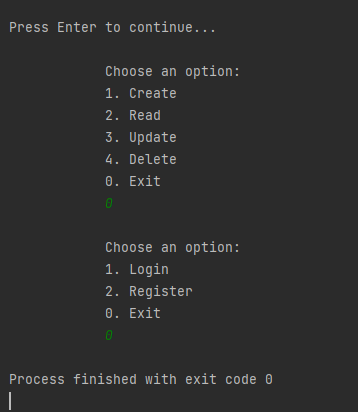 Press Enter to continue...
Choose an option:
1. Create
2. Read
3. Update
4. Delete
0. Exit
0
Choose an option:
1. Login
2. Register
0. Exit
0
Process finished with exit code 0